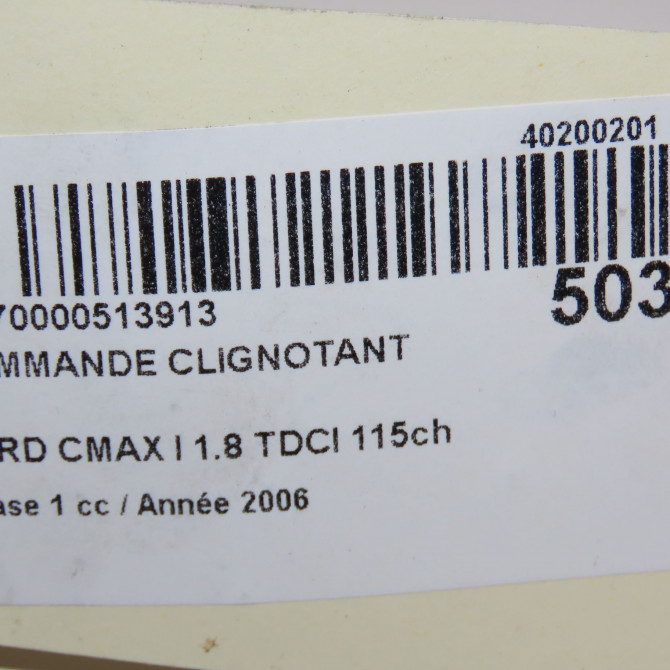 40200201
70000513913
503
MMANDE CLIGNOTANT
RD CMAX I 1.8 TDCI 115ch
ase 1 cc / Année 2006